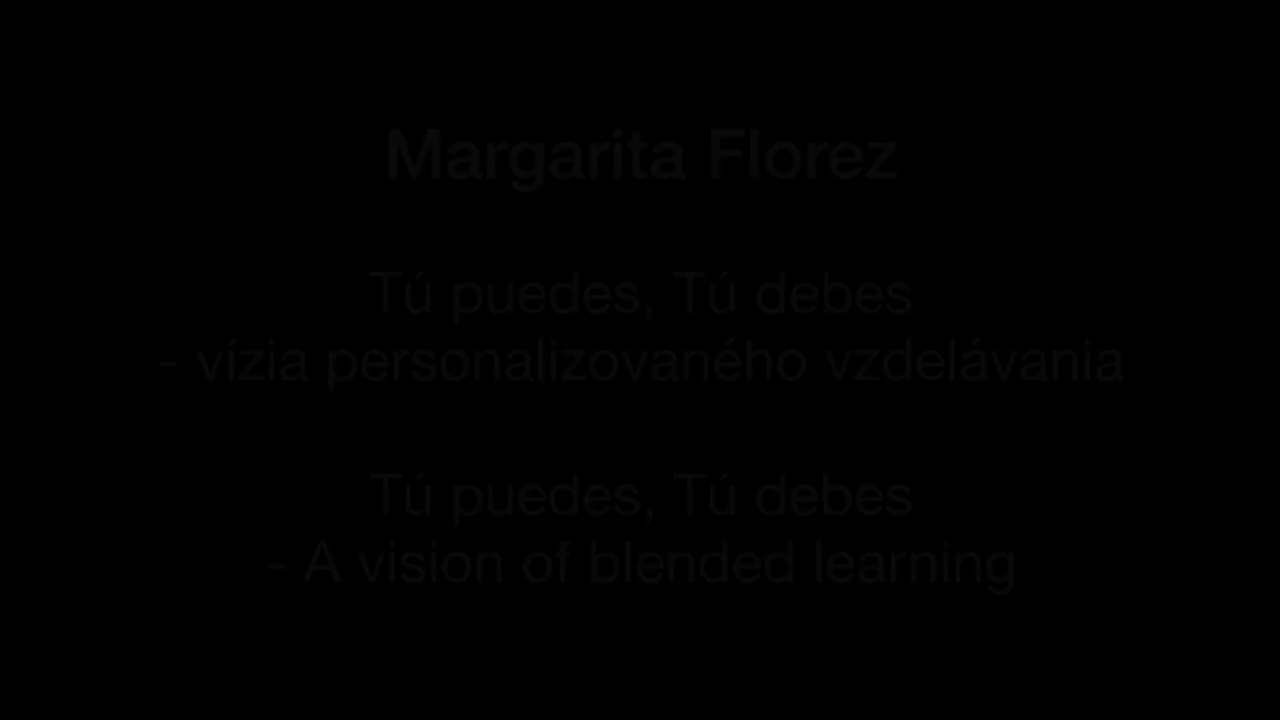 Margarita Florez
Tú puedes, Tú debes
- vízia personalizovaného vzdelávania
Tú puedes, Tú debes
- A vision of blended learning